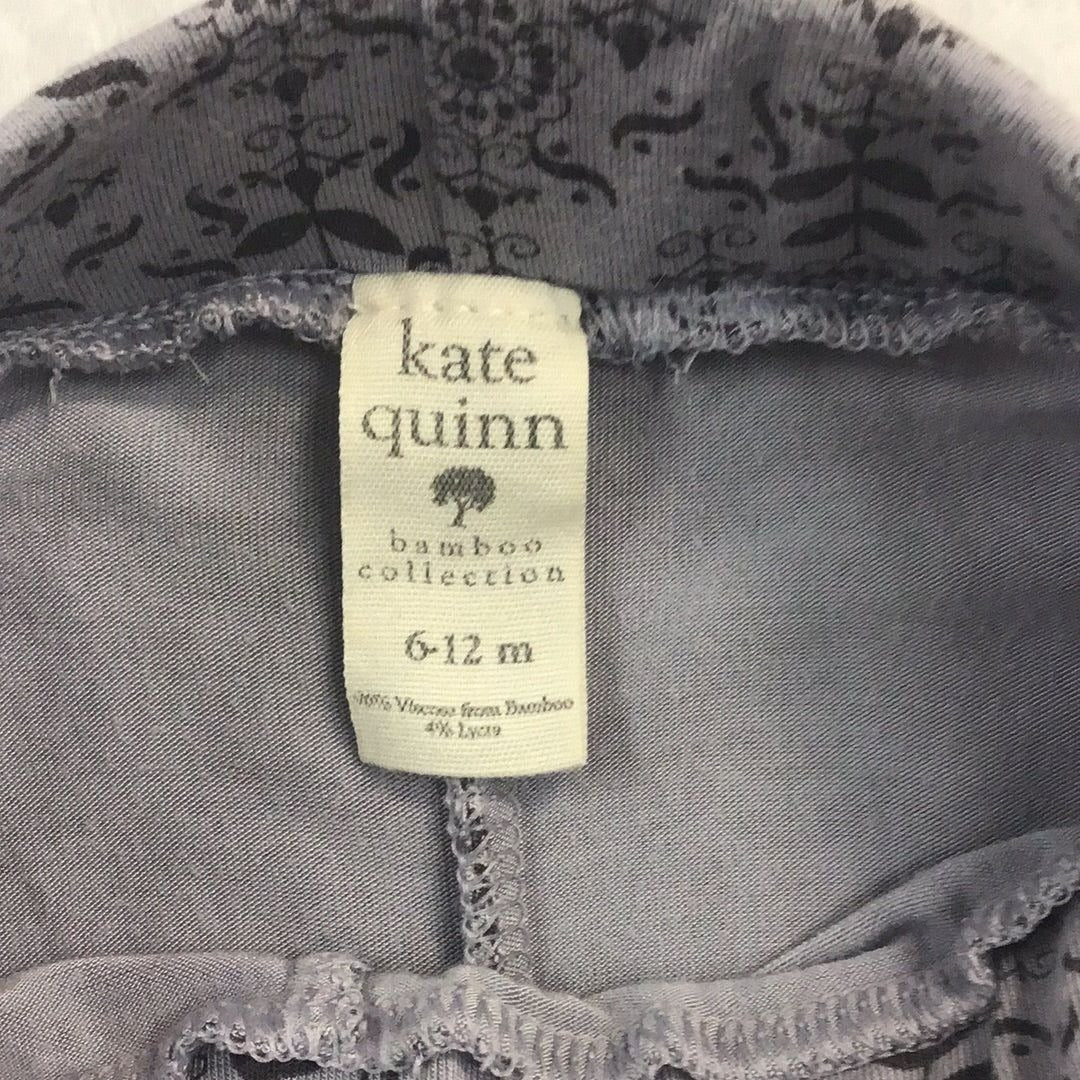 kate
quinn
bamboo
collection
6-12 m
Viscose from Bamboo
4% Lycra